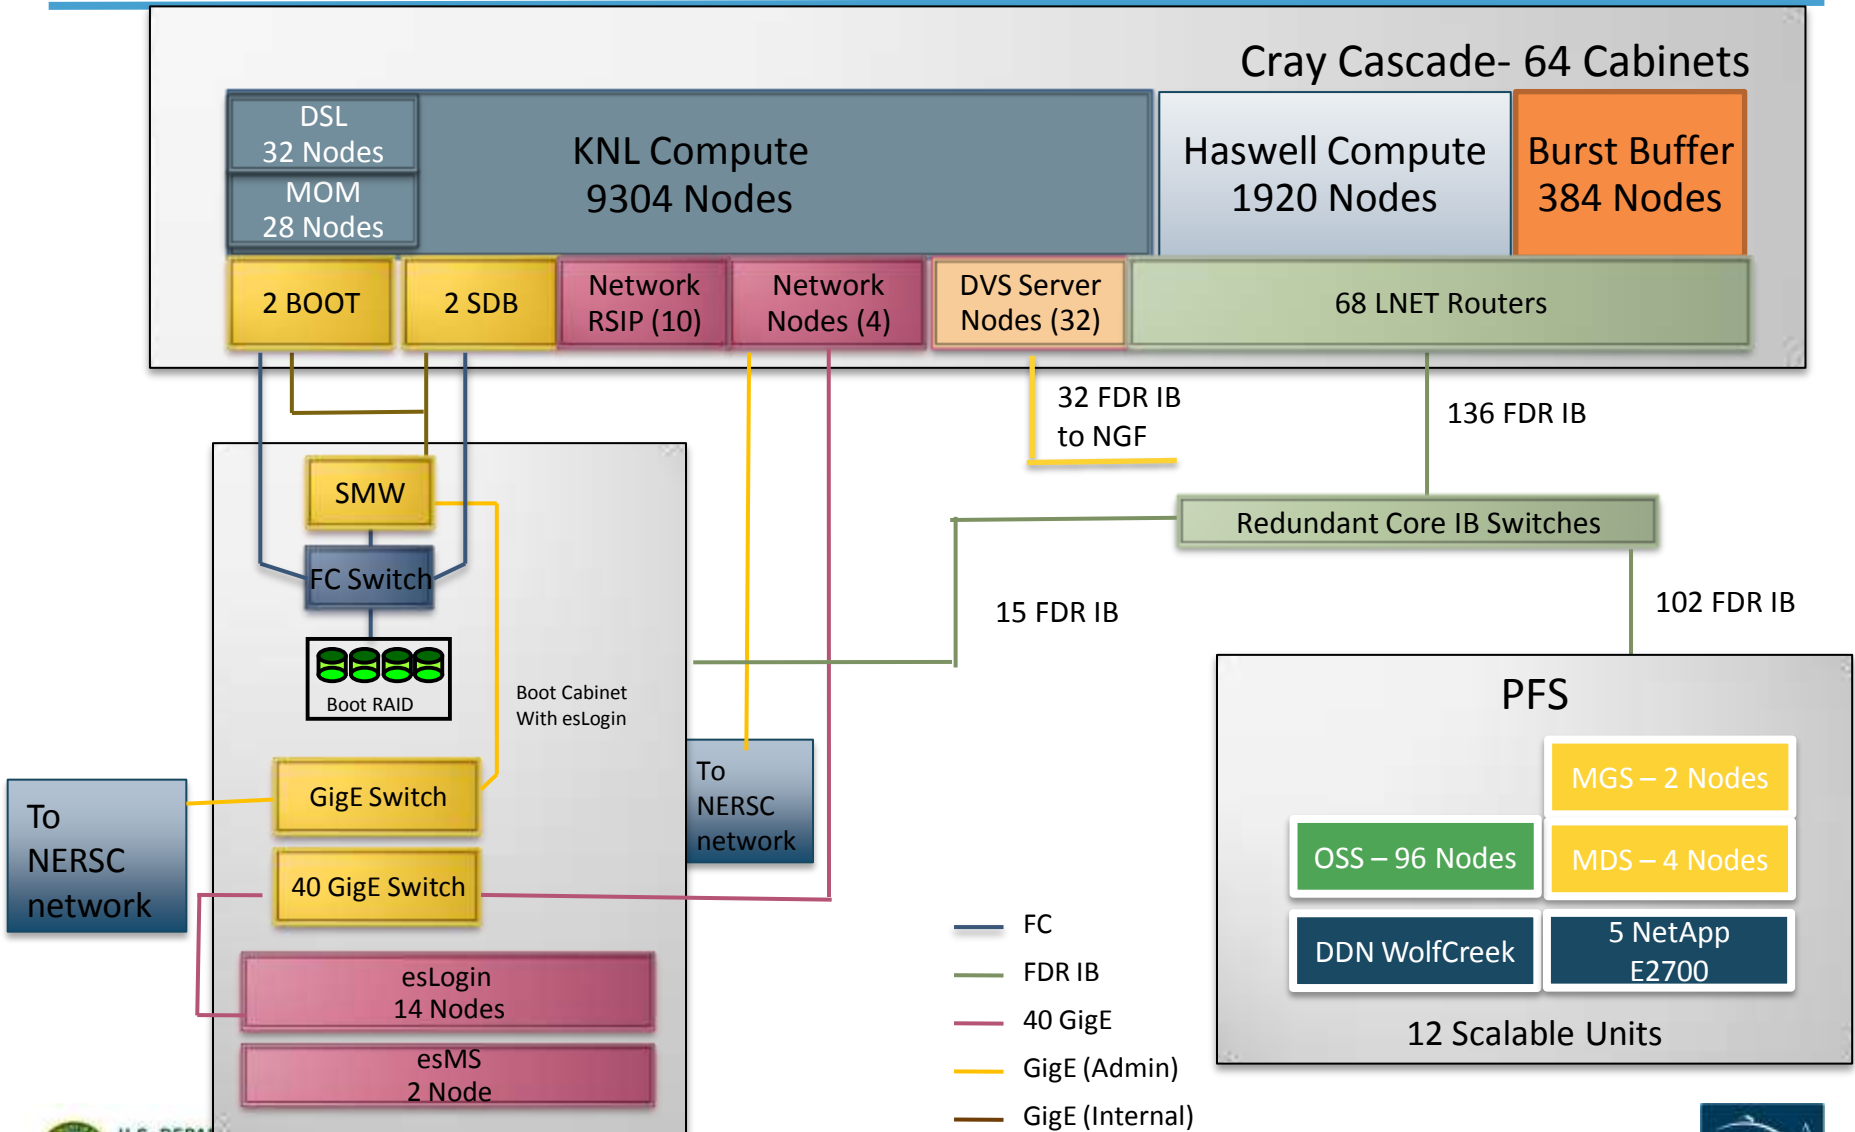 Cray Cascade- 64 Cabinets
DSL
32 Nodes
MOM
28 Nodes
KNL Compute
9304 Nodes
Haswell Compute
1920 Nodes
Burst Buffer
384 Nodes
2 BOOT
2 SDB
Network
RSIP (10)
Network
Nodes (4)
DVS Server
Nodes (32)
68 LNET Routers
32 FDR IB
to NGF
136 FDR IB
SMW
Redundant Core IB Switches
FC Switch
15 FDR IB
102 FDR IB
Boot RAID
Boot Cabinet
With esLogin
To
NERSC
network
GigE Switch
To
NERSC
network
40 GigE Switch
esLogin
14 Nodes
esMS
2 Node
PFS
MGS – 2 Nodes
OSS – 96 Nodes
MDS – 4 Nodes
DDN WolfCreek
5 NetApp
E2700
12 Scalable Units
FC
FDR IB
40 GigE
GigE (Admin)
GigE (Internal)